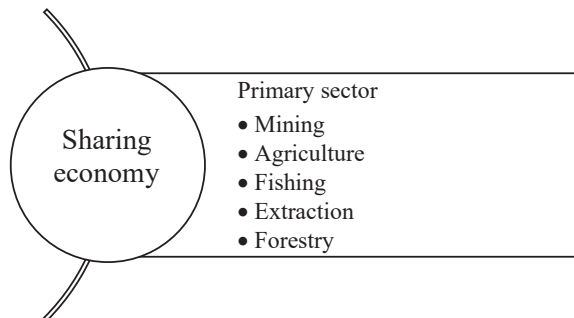 Sharing
economy
Primary sector
• Mining
• Agriculture
• Fishing
• Extraction
• Forestry